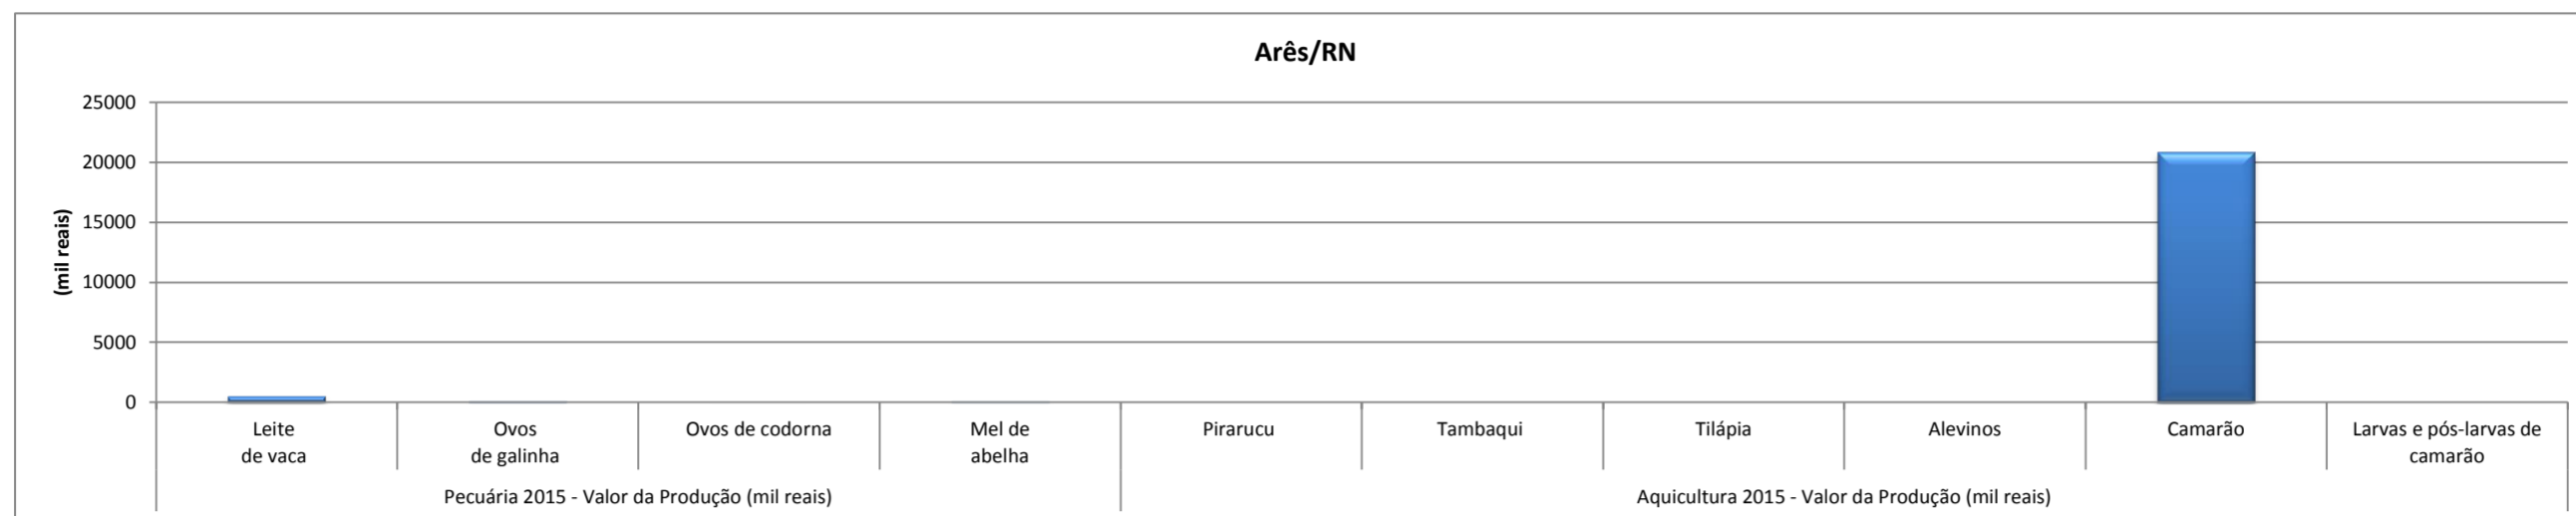 Arês/RN
(mil reais)
25000
20000
15000
10000
5000
0
Leite
de vaca
Ovos
de galinha
Ovos de codorna
Mel de
abelha
Pirarucu
Tambaqui
Tilápia
Alevinos
Camarão
Larvas e pós-larvas de
camarão
Pecuária 2015 - Valor da Produção (mil reais)
Aquicultura 2015 - Valor da Produção (mil reais)